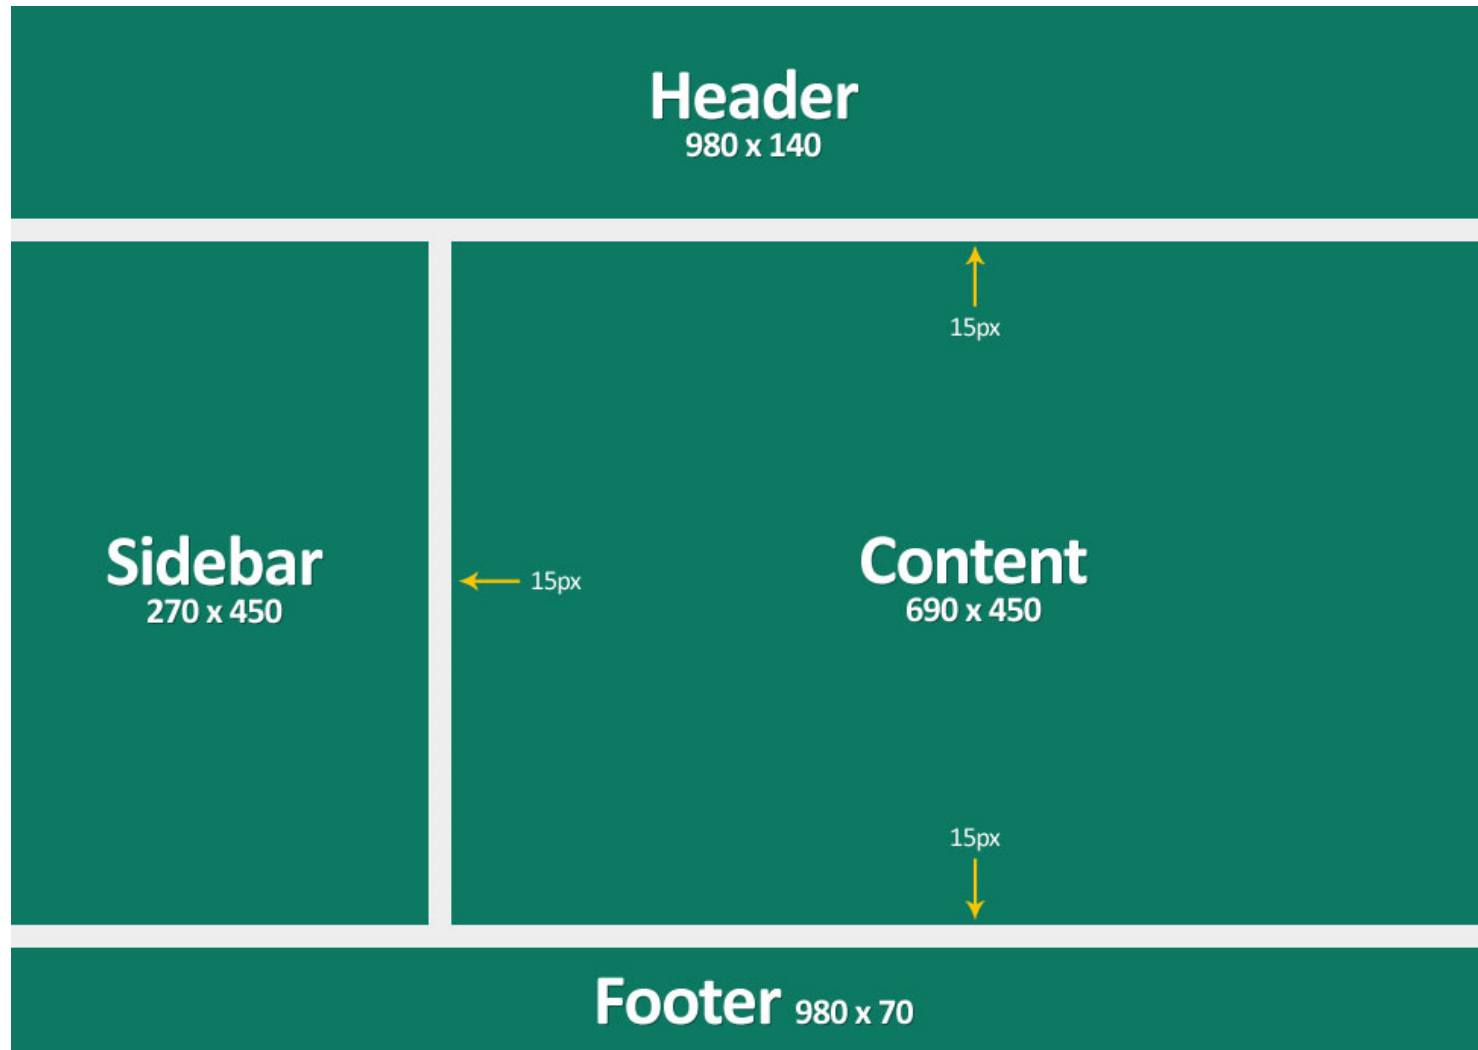 Header
980 x 140
15px
Sidebar
270 x 450
15px
Content
690 x 450
15px
Footer 980 x 70